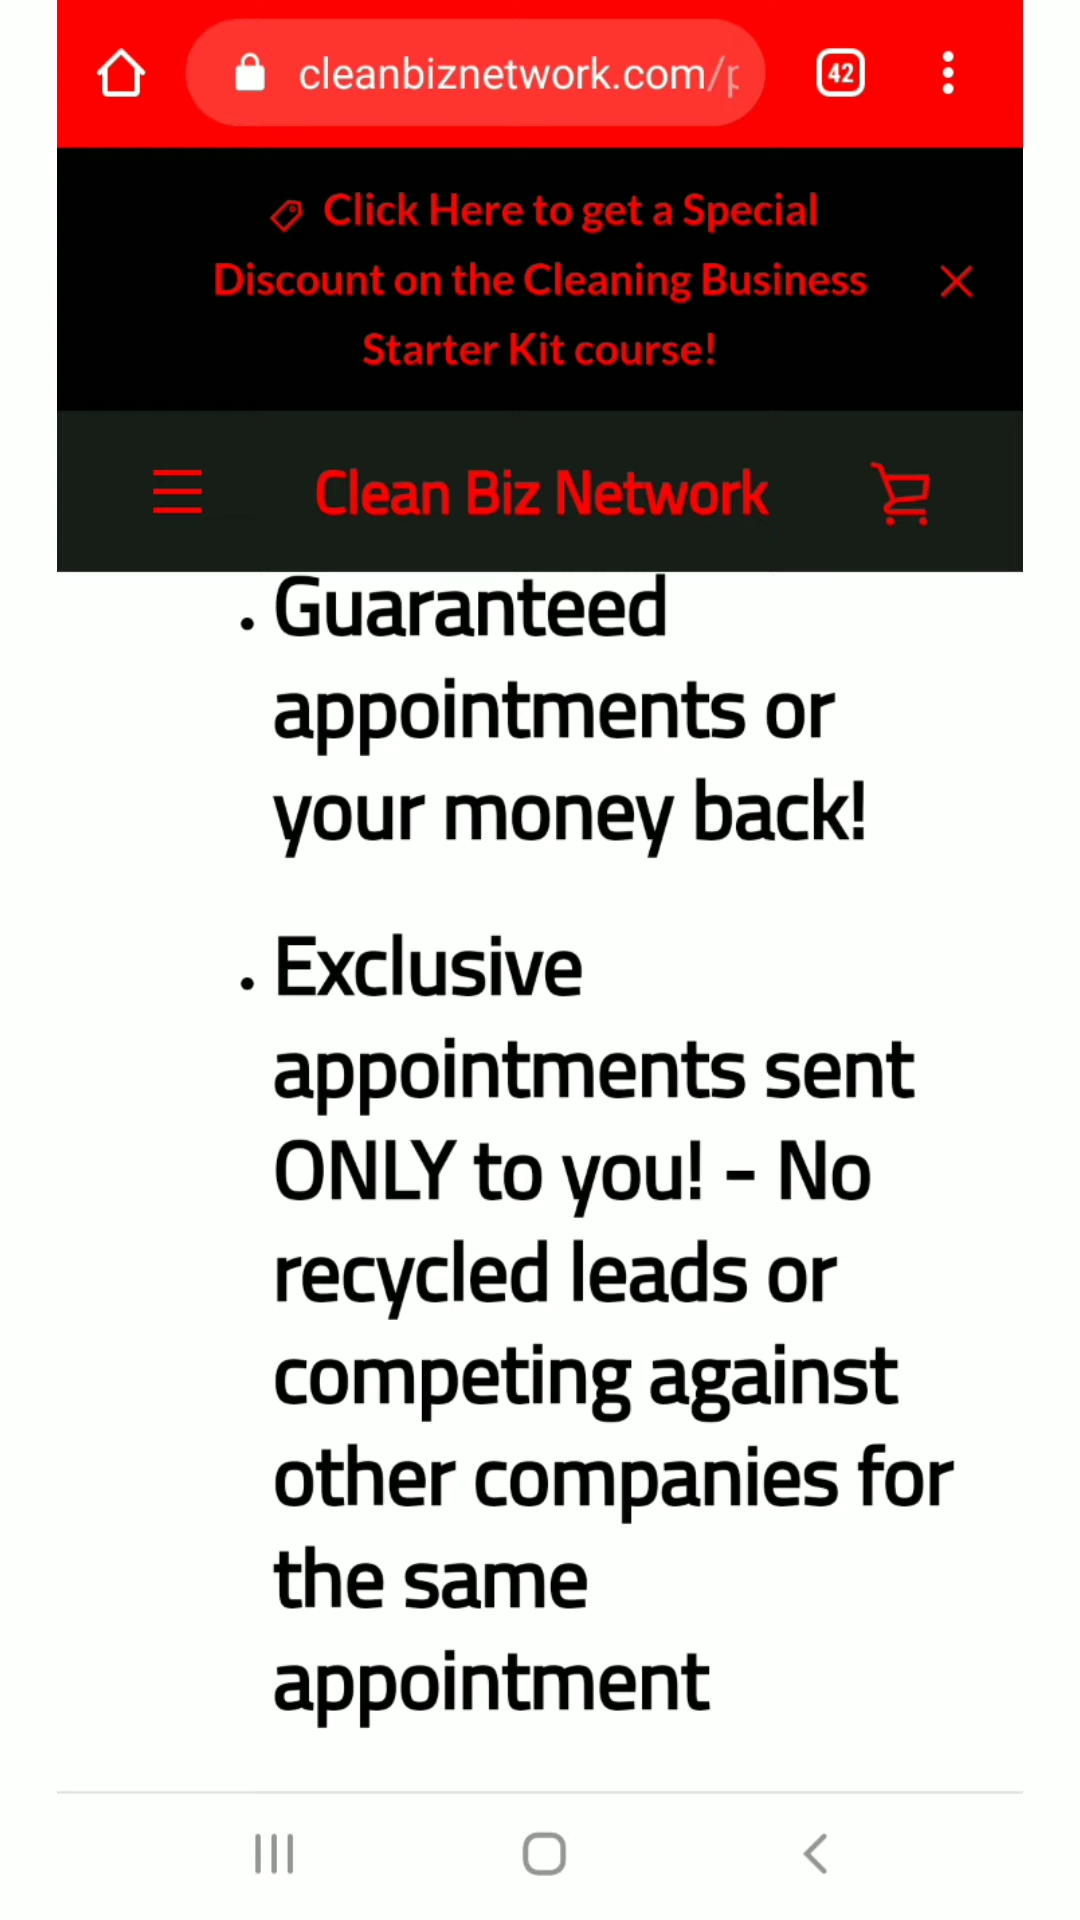 cleanbiznetwork.com/p
42
Click Here to get a Special
Discount on the Cleaning Business
Starter Kit course!
Clean Biz Network
• Guaranteed
appointments or
your money back!
• Exclusive
appointments sent
ONLY to you! - No
recycled leads or
competing against
other companies for
the same
appointment